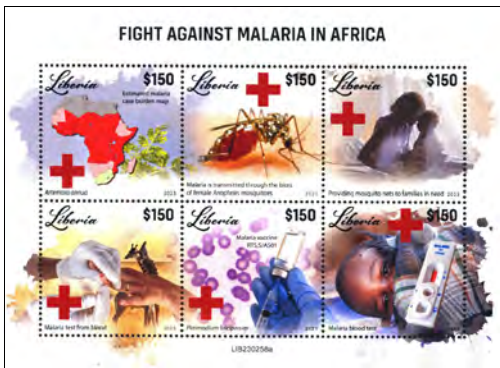 FIGHT AGAINST MALARIA IN AFRICA
Liberia $150
Estimated malaria
case burden map
Artemisia annua 2023
Liberia $150
Malaria is transmitted through the bites
of female Anopheles mosquitoes 2023
Liberia $150
Providing mosquito nets to families in need 2023
Liberia $150
Malaria test from blood 2023
Liberia $150
Malaria vaccine
RTS,S/AS01
Plasmodium falciparum 2023
Liberia $150
Malaria blood test
LIB230256a